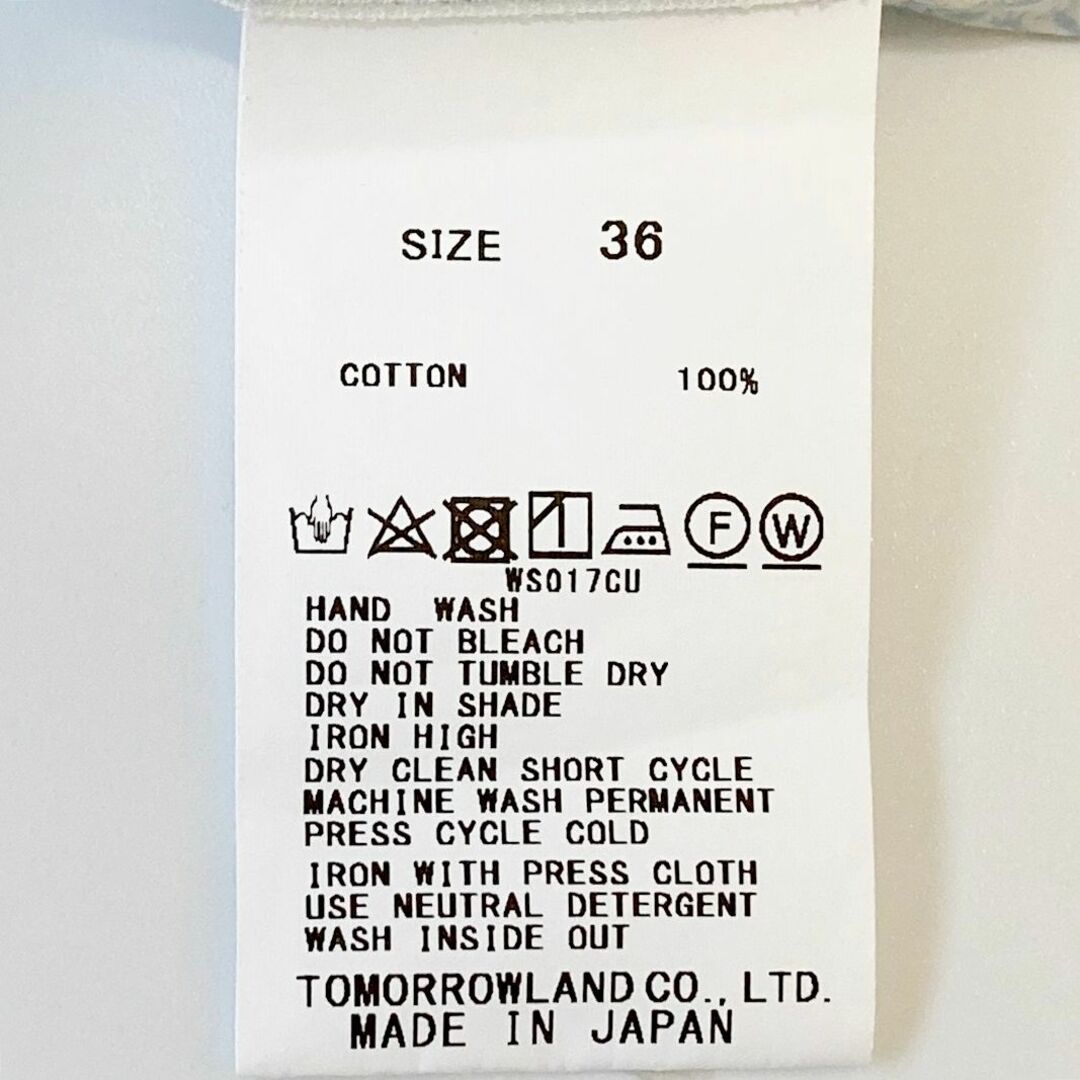 SIZE 36
COTTON 100%
F W
WS017CU
HAND WASH
DO NOT BLEACH
DO NOT TUMBLE DRY
DRY IN SHADE
IRON HIGH
DRY CLEAN SHORT CYCLE
MACHINE WASH PERMANENT
PRESS CYCLE COLD
IRON WITH PRESS CLOTH
USE NEUTRAL DETERGENT
WASH INSIDE OUT
TOMORROWLAND CO., LTD.
MADE IN JAPAN